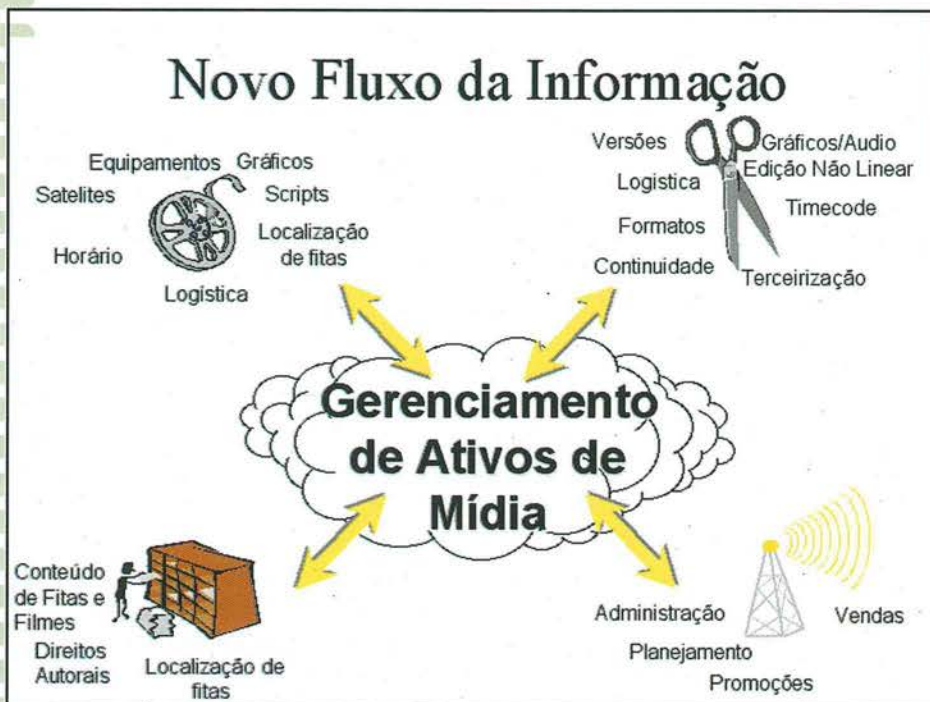 Novo Fluxo da Informação
Equipamentos Gráficos
Satelites
Scripts
Horário
Localização
de fitas
Logística
Versões
Gráficos/Audio
Edição Não Linear
Logistica
Timecode
Formatos
Continuidade
Terceirização
Gerenciamento
de Ativos de
Mídia
Conteúdo
de Fitas e
Filmes
Direitos
Autorais
Localização de
fitas
Administração
Vendas
Planejamento
Promoções